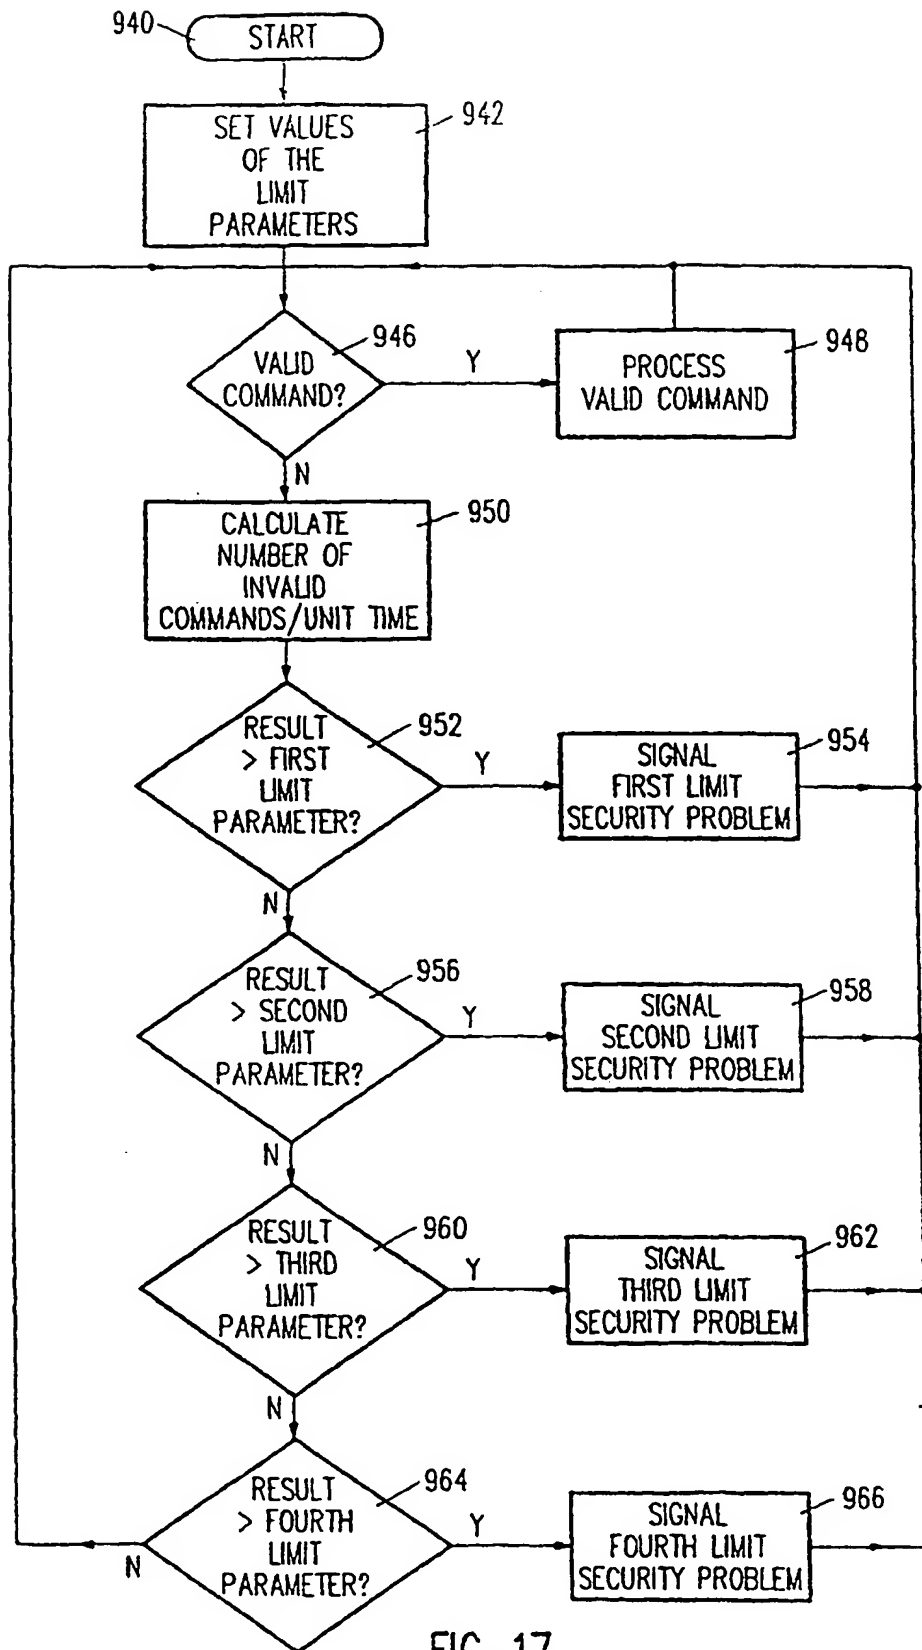 940
START
942
SET VALUES
OF THE
LIMIT
PARAMETERS
946
VALID
COMMAND?
Y
948
PROCESS
VALID COMMAND
N
950
CALCULATE
NUMBER OF
INVALID
COMMANDS/UNIT TIME
952
RESULT
> FIRST
LIMIT
PARAMETER?
Y
954
SIGNAL
FIRST LIMIT
SECURITY PROBLEM
N
956
RESULT
> SECOND
LIMIT
PARAMETER?
Y
958
SIGNAL
SECOND LIMIT
SECURITY PROBLEM
N
960
RESULT
> THIRD
LIMIT
PARAMETER?
Y
962
SIGNAL
THIRD LIMIT
SECURITY PROBLEM
N
964
RESULT
> FOURTH
LIMIT
PARAMETER?
Y
966
SIGNAL
FOURTH LIMIT
SECURITY PROBLEM
N
FIG. 17